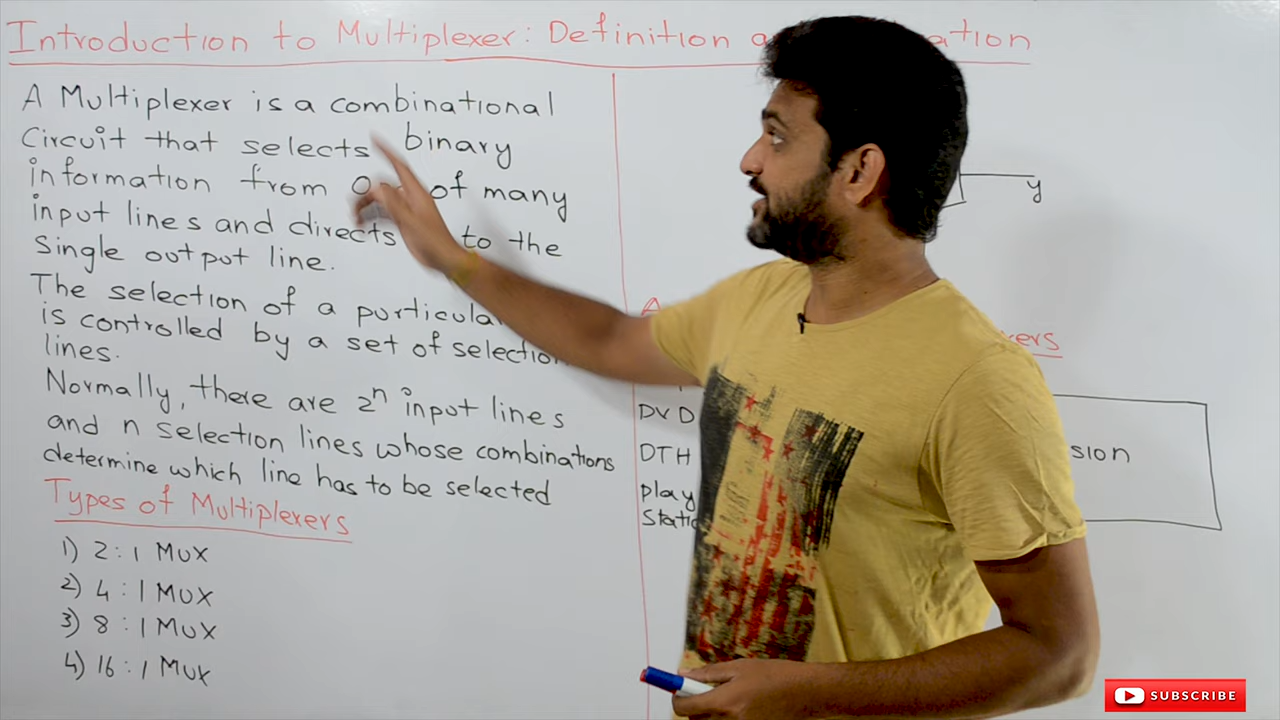 Introduction to Multiplexer: Definition
A Multiplexer is a combinational
Circuit that selects binary
information from of many
input lines and directs to the
single output line.
The selection of a purticula
is controlled by a set of selection
lines.
Normally, there are 2ⁿ input lines
and n selection lines whose combinations
determine which line has to be selected
Types of Multiplexers
1) 2:1 MUX
2) 4:1 MUX
3) 8:1 MUX
4) 16:1 MUX
y
DVD
DTH
play
sion
SUBSCRIBE